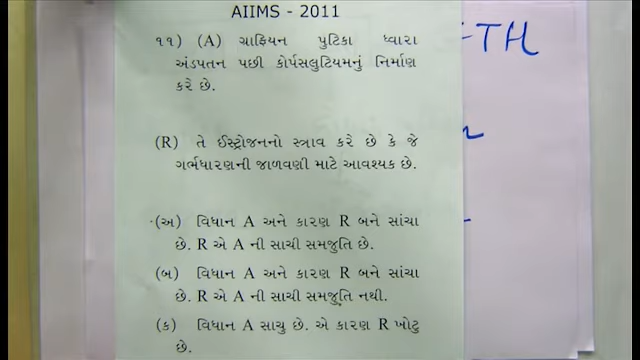 AIIMS - 2011
૧૧) (A) ગ્રાફિયન પુટિકા ધ્વારા
અંડપતન પછી કોર્પસલુટિયમનું નિર્માણ
કરે છે.
(R) તે ઈસ્ટ્રોજનનો સ્ત્રાવ કરે છે કે જે
ગર્ભધારણની જાળવણી માટે આવશ્યક છે.
(અ) વિધાન A અને કારણ R બને સાંચા
છે. R એ A ની સાચી સમજુતિ છે.
(બ) વિધાન A અને કારણ R બને સાંચા
છે. R એ A ની સાચી સમજુતિ નથી.
(ક) વિધાન A સાચુ છે. એ કારણ R ખોટુ
છે.
TH